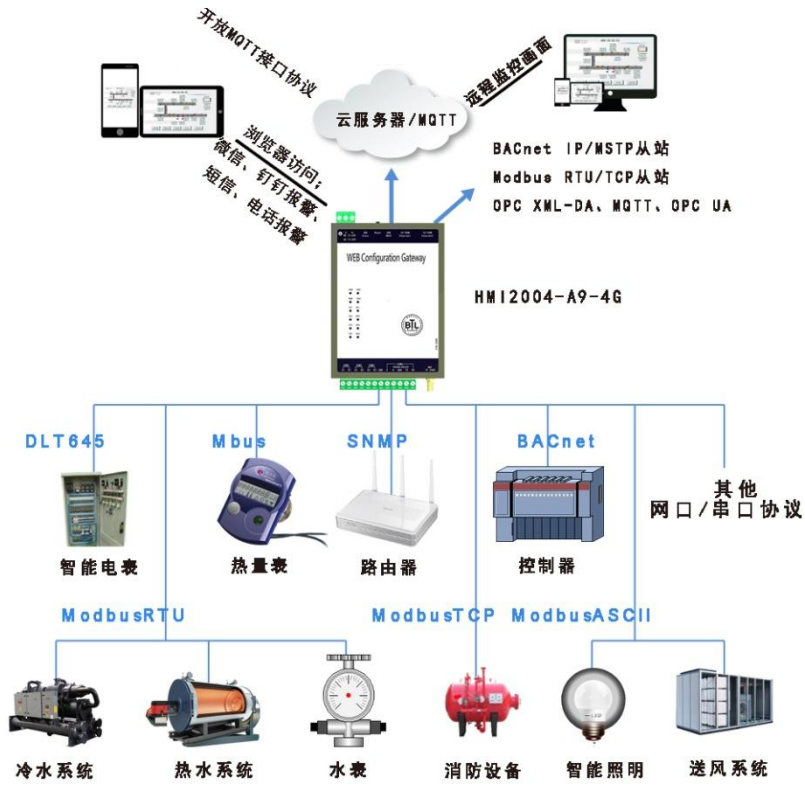 开放MQTT接口协议
云服务器/MQTT
远程监控画面
浏览器访问;
微信、钉钉报警、
短信、电话报警
BACnet IP/MSTP从站
Modbus RTU/TCP从站
OPC XML-DA、MQTT、OPC UA
WEB Configuration Gateway
BTL
HMI2004-A9-4G
DLT645
Mbus
SNMP
BACnet
其他
网口/串口协议
智能电表
热量表
路由器
控制器
ModbusRTU
ModbusTCP
ModbusASCII
冷水系统
热水系统
水表
消防设备
智能照明
送风系统